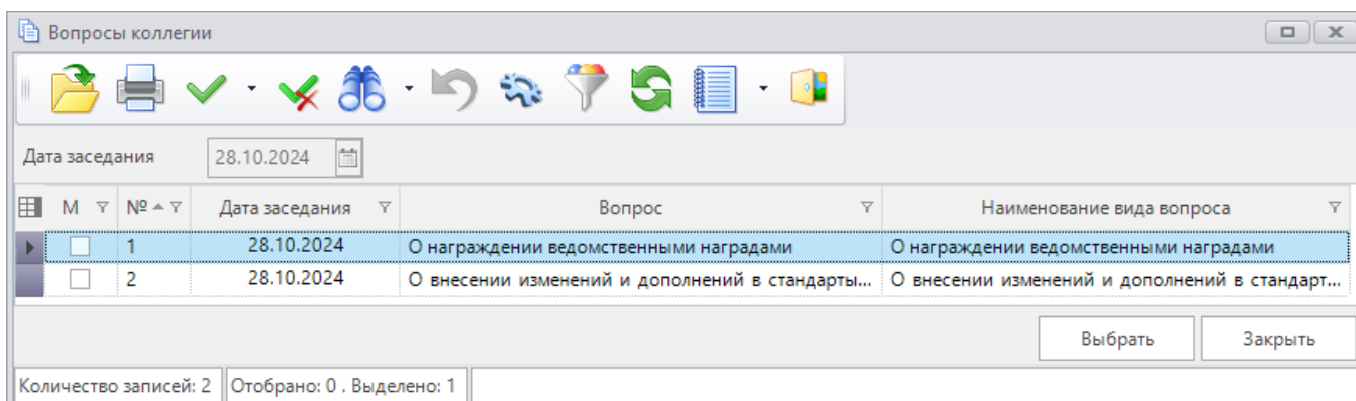 Вопросы коллегии
Дата заседания 28.10.2024
М № Дата заседания Вопрос Наименование вида вопроса
1 28.10.2024 О награждении ведомственными наградами О награждении ведомственными наградами
2 28.10.2024 О внесении изменений и дополнений в стандарты... О внесении изменений и дополнений в стандарт...
Выбрать Закрыть
Количество записей: 2 Отобрано: 0 . Выделено: 1